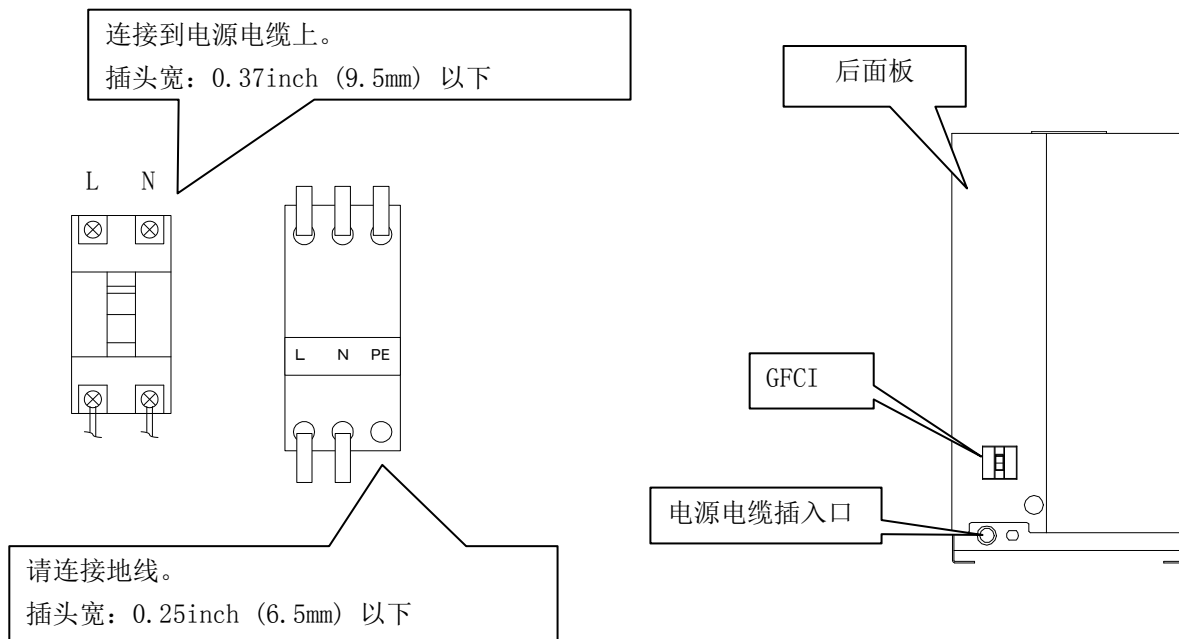 连接到电源电缆上。
插头宽：0.37inch (9.5mm) 以下
后面板
L N
L N PE
GFCI
电源电缆插入口
请连接地线。
插头宽：0.25inch (6.5mm) 以下